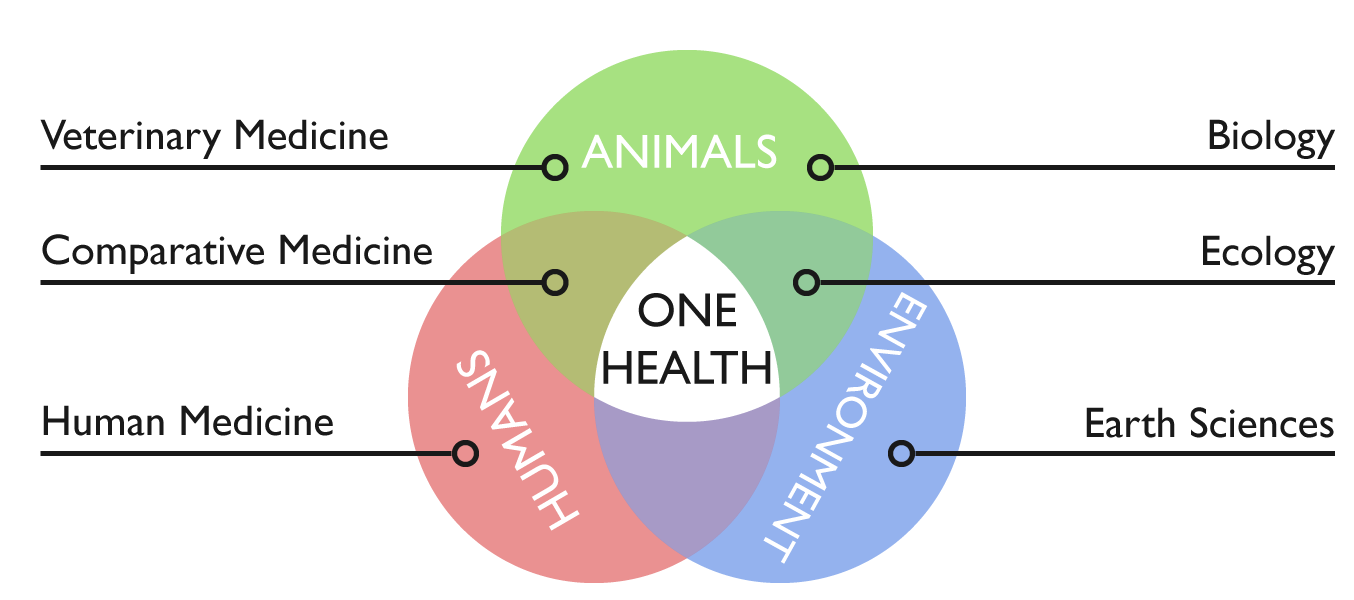 Veterinary Medicine
ANIMALS
Biology
Comparative Medicine
Ecology
ONE
HEALTH
HUMANS
ENVIRONMENT
Human Medicine
Earth Sciences